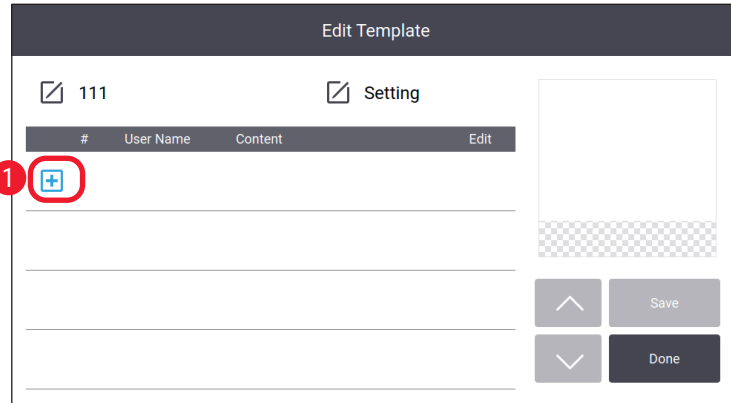 Edit Template
111
Setting
# User Name Content Edit
1
Save
Done